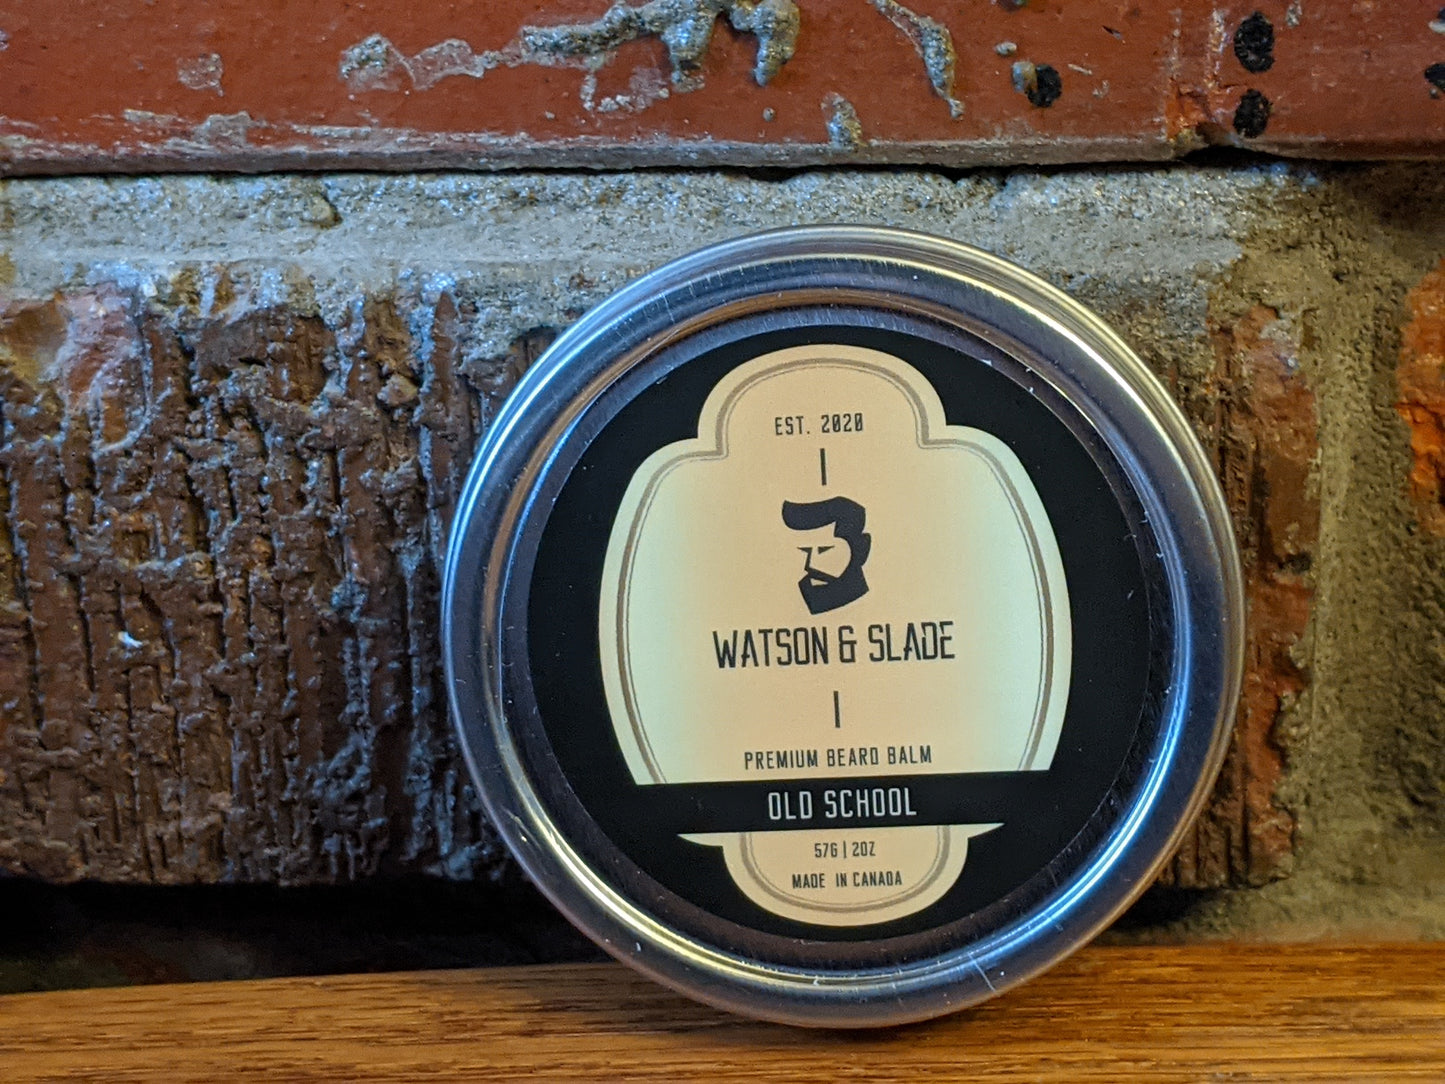 EST. 2020
WATSON & SLADE
PREMIUM BEARD BALM
OLD SCHOOL
57G | 2OZ
MADE IN CANADA